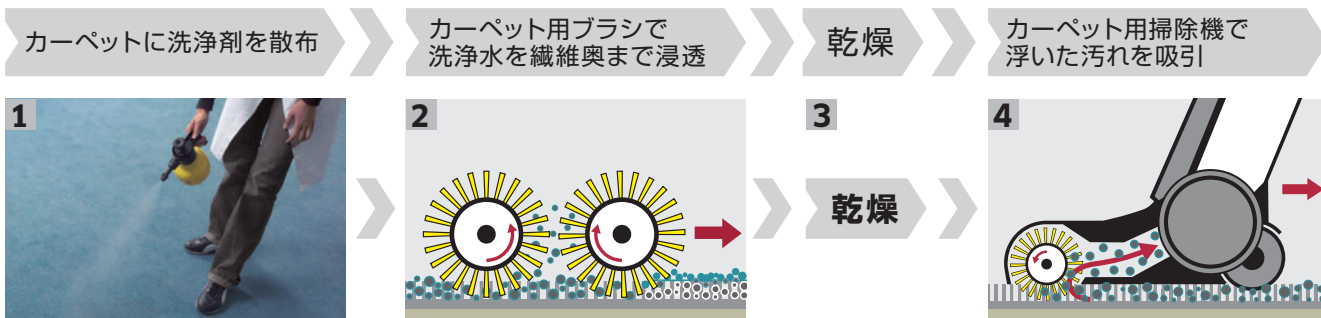 カーペットに洗浄剤を散布
カーペット用ブラシで
洗浄水を繊維奥まで浸透
乾燥
カーペット用掃除機で
浮いた汚れを吸引
1
2
3
4
乾燥